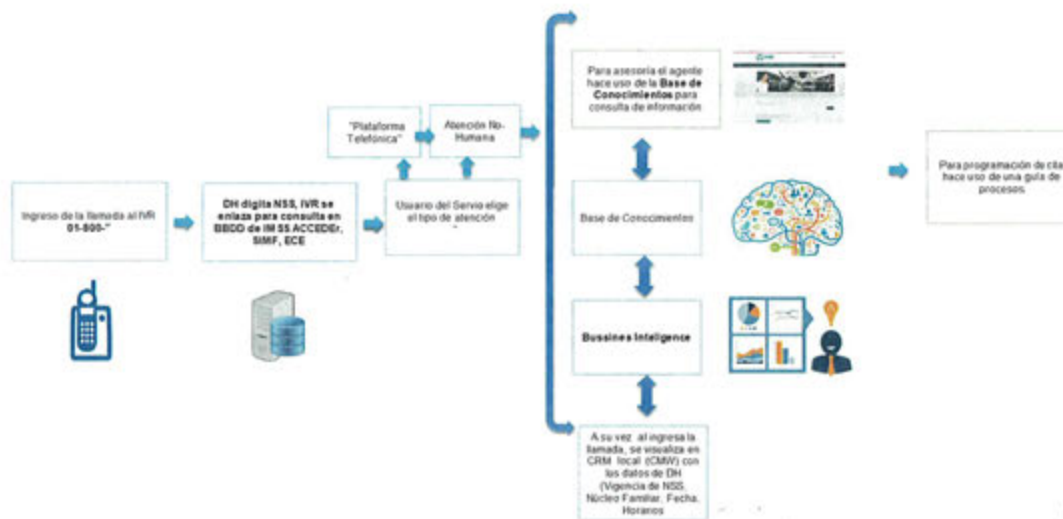 Ingreso de la llamada al IVR
01-800-"
DH digita NSS, IVR se
enlaza para consulta en
BBDD de IMSS ACCEDEr,
SIMF, ECE
"Plataforma
Telefónica"
Atención No-
Humana
Usuario del Servio elige
el tipo de atención
"
Para asesoría el agente
hace uso de la Base de
Conocimientos para
consulta de información
Base de Conocimientos
Bussines Inteligence
A su vez al ingresa la
llamada, se visualiza en
CRM local (CMW) con
los datos de DH
(Vigencia de NSS,
Núcleo Familiar, Fecha,
Horarios
Para programación de cita
hace uso de una guía de
procesos